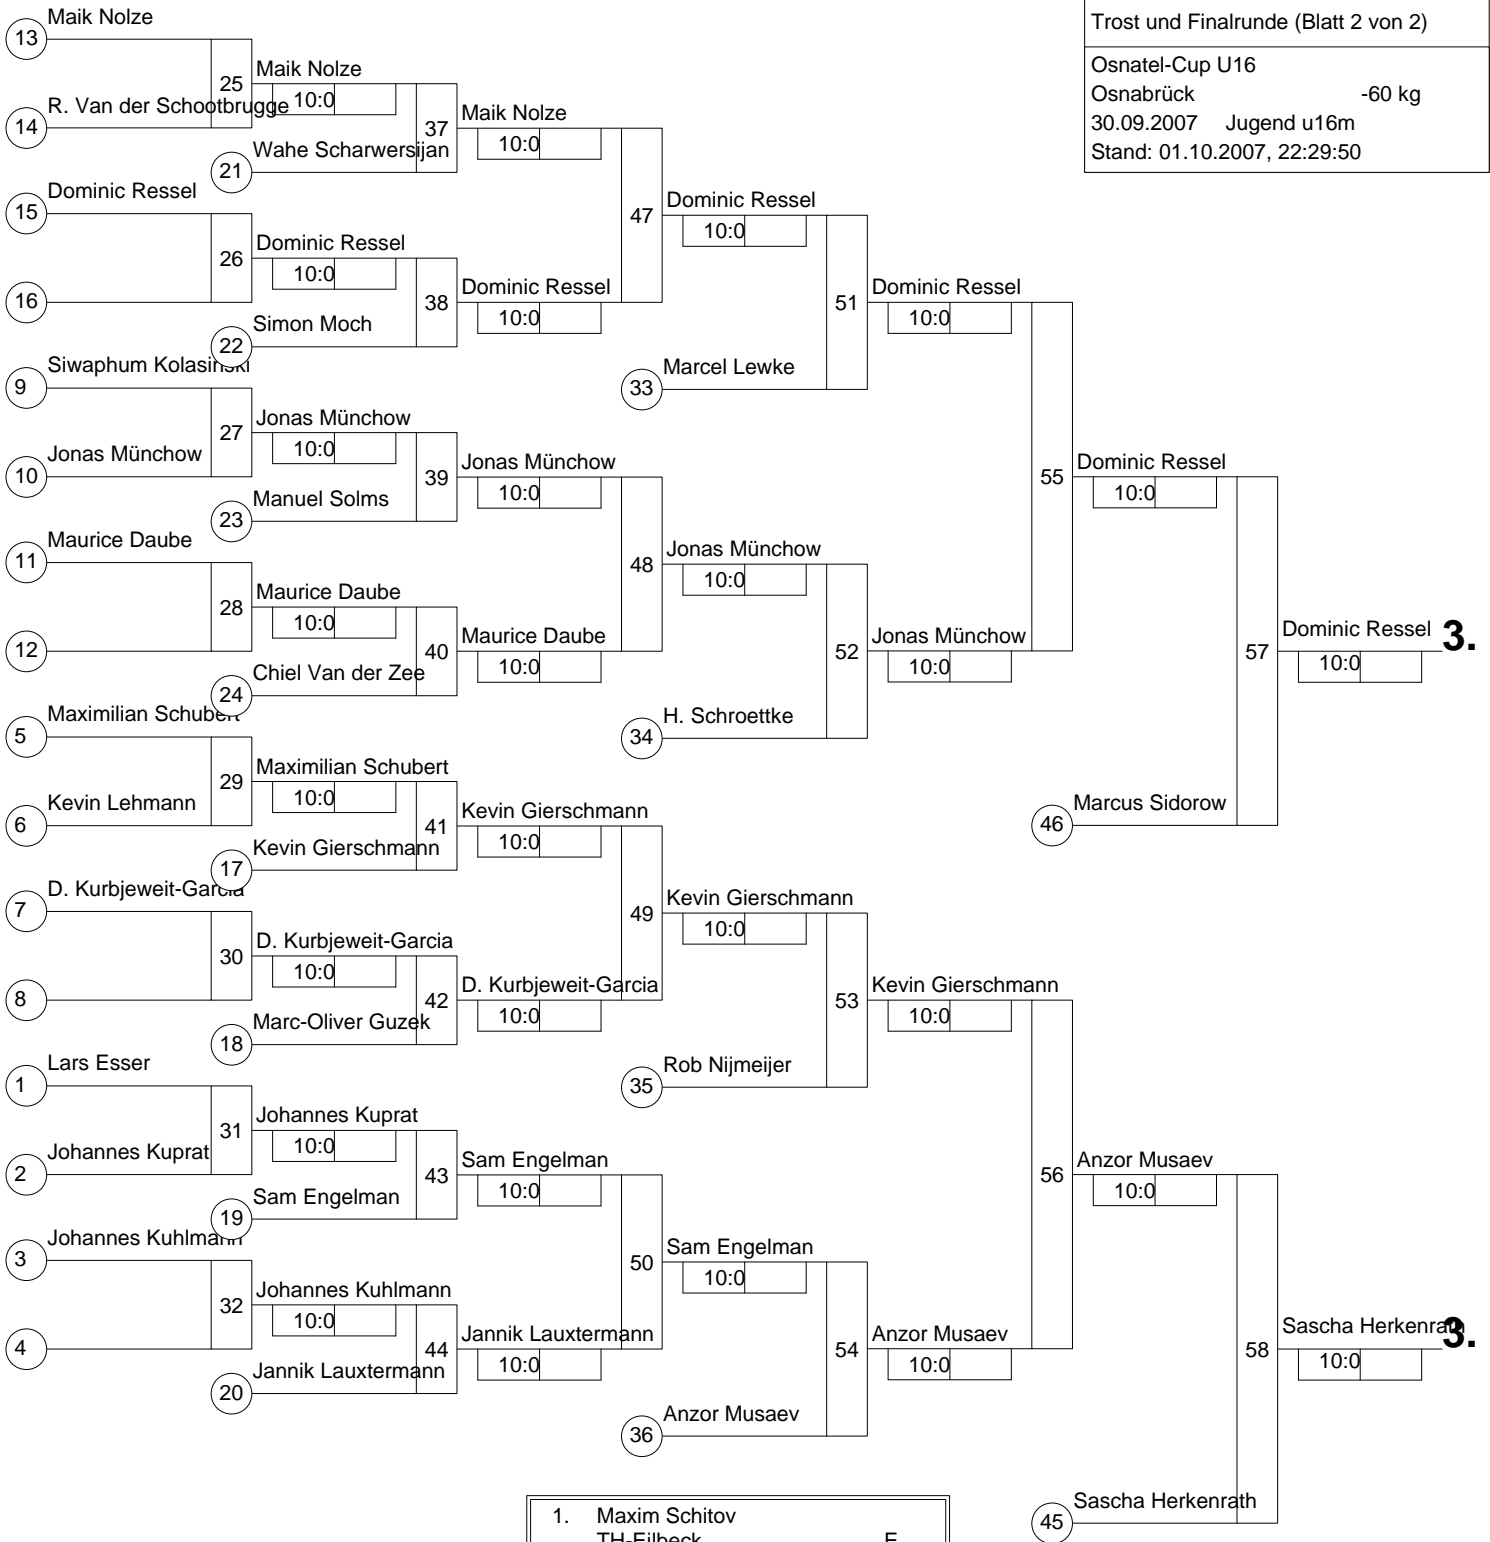 Trost und Finalrunde (Blatt 2 von 2)
Osnatel-Cup U16
Osnabrück -60 kg
30.09.2007 Jugend u16m
Stand: 01.10.2007, 22:29:50
13 Maik Nolze
25 Maik Nolze
10:0
14 R. Van der Schootbrugge
37 Maik Nolze
10:0
21 Wahe Scharwersijan
15 Dominic Ressel
47 Dominic Ressel
10:0
26 Dominic Ressel
10:0
16
38 Dominic Ressel
10:0
22 Simon Moch
51 Dominic Ressel
10:0
9 Siwaphum Kolasinski
33 Marcel Lewke
27 Jonas Münchow
10:0
10 Jonas Münchow
39 Jonas Münchow
10:0
23 Manuel Solms
55 Dominic Ressel
10:0
11 Maurice Daube
48 Jonas Münchow
10:0
28 Maurice Daube
10:0
12
40 Maurice Daube
10:0
24 Chiel Van der Zee
52 Jonas Münchow
10:0
57 Dominic Ressel 3.
10:0
5 Maximilian Schubert
34 H. Schroettke
29 Maximilian Schubert
10:0
6 Kevin Lehmann
41 Kevin Gierschmann
10:0
46 Marcus Sidorow
17 Kevin Gierschmann
7 D. Kurbjeweit-Garcia
49 Kevin Gierschmann
10:0
30 D. Kurbjeweit-Garcia
10:0
8
42 D. Kurbjeweit-Garcia
10:0
18 Marc-Oliver Guzek
53 Kevin Gierschmann
10:0
1 Lars Esser
35 Rob Nijmeijer
31 Johannes Kuprat
10:0
2 Johannes Kuprat
43 Sam Engelman
10:0
19 Sam Engelman
56 Anzor Musaev
10:0
3 Johannes Kuhlmann
50 Sam Engelman
10:0
32 Johannes Kuhlmann
10:0
4
44 Jannik Lauxtermann
10:0
20 Jannik Lauxtermann
54 Anzor Musaev
10:0
58 Sascha Herkenrath 3.
10:0
36 Anzor Musaev
45 Sascha Herkenrath
1. Maxim Schitov
TH-Eilbeck